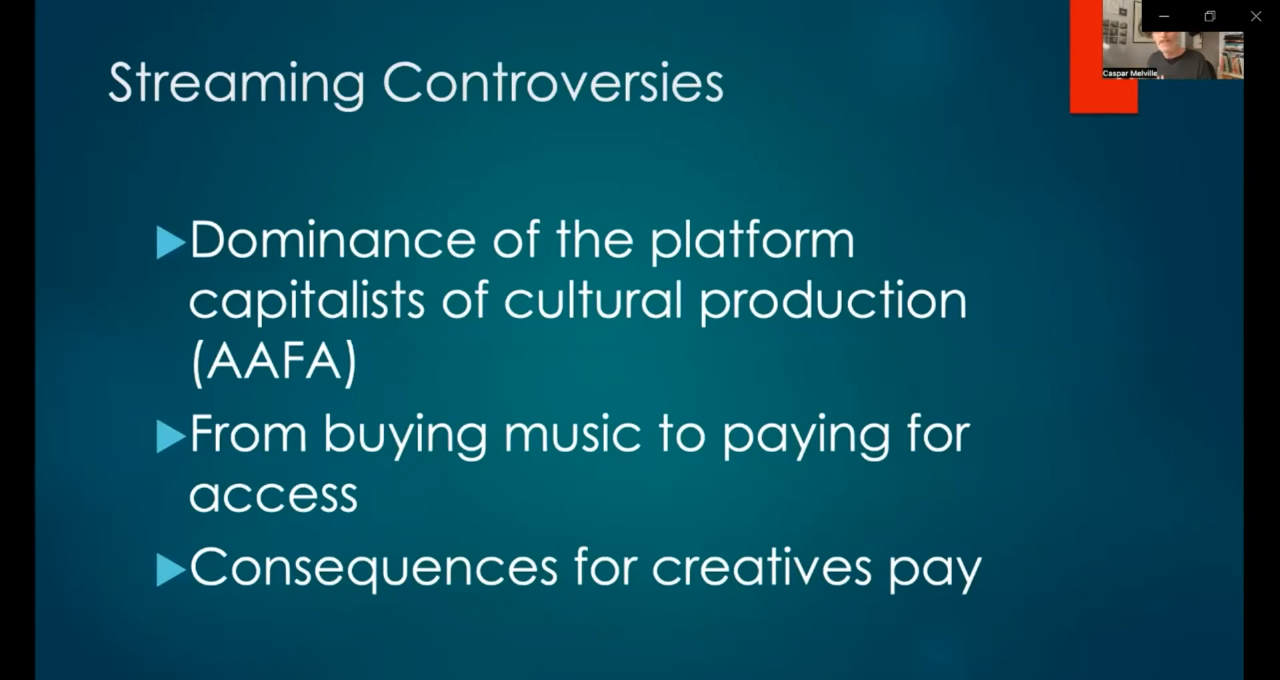 Streaming Controversies
Caspar Melville
Dominance of the platform
capitalists of cultural production
(AAFA)
From buying music to paying for
access
Consequences for creatives pay